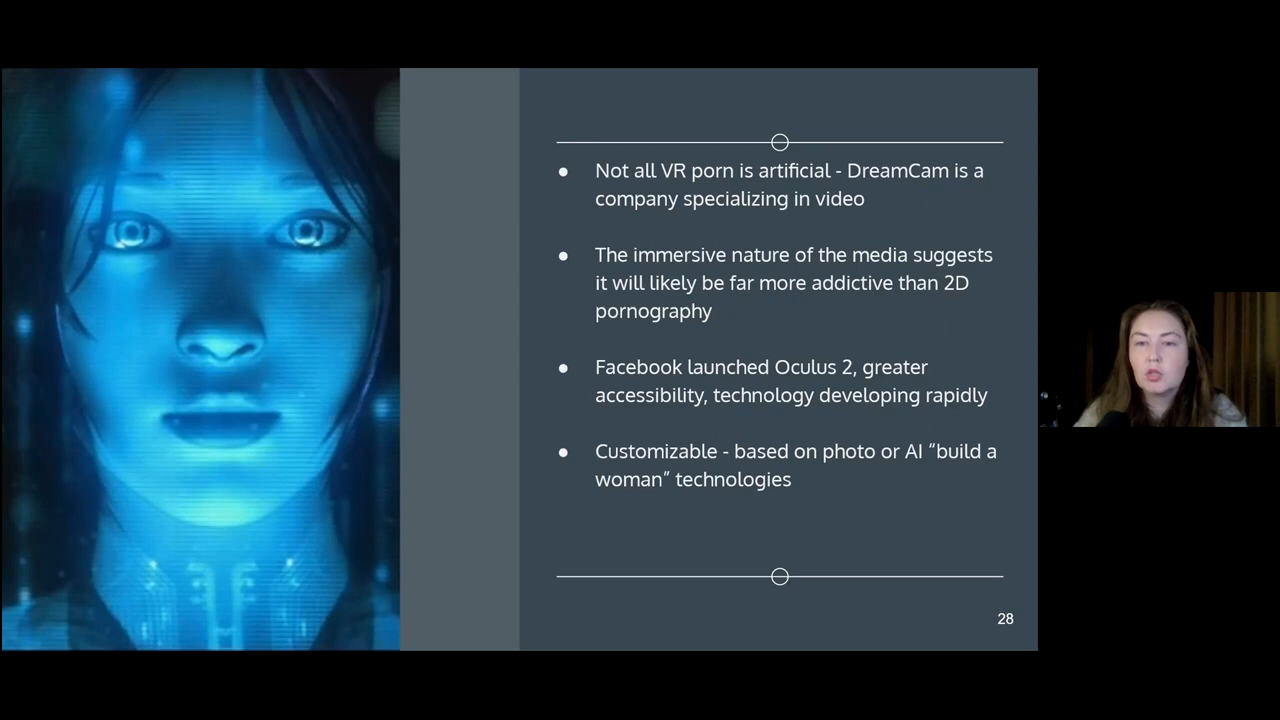 ● Not all VR porn is artificial - DreamCam is a
company specializing in video
● The immersive nature of the media suggests
it will likely be far more addictive than 2D
pornography
● Facebook launched Oculus 2, greater
accessibility, technology developing rapidly
● Customizable - based on photo or AI “build a
woman” technologies
28